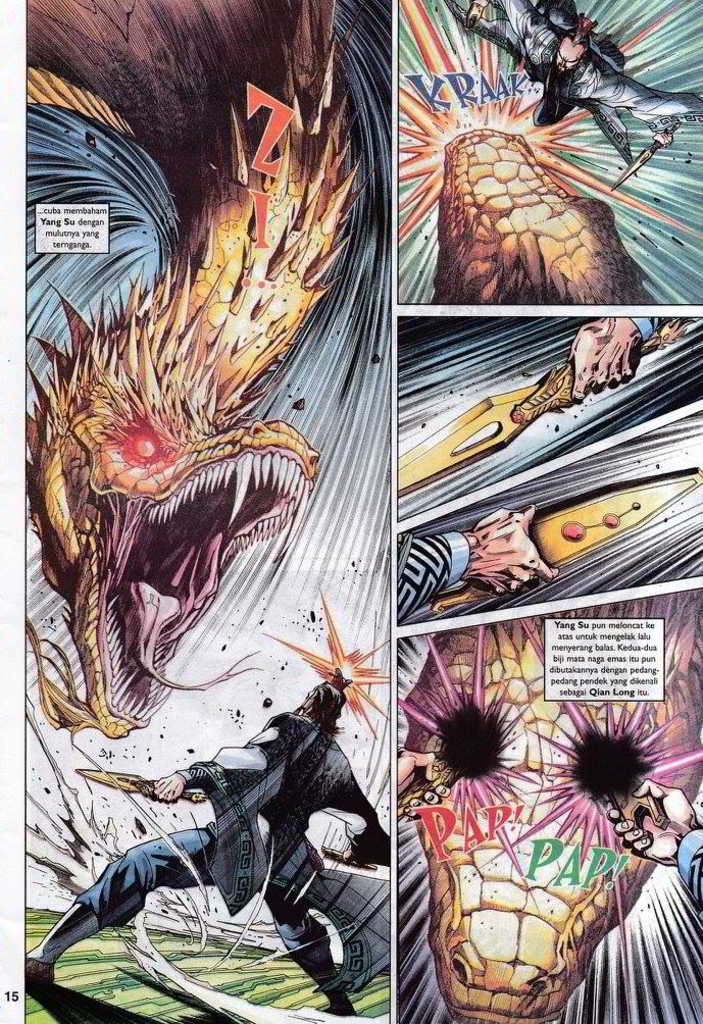 ZI...
...cuba membaham
Yang Su dengan
mulutnya yang
ternganga.
KRAAK..
Yang Su pun meloncat ke
atas untuk mengelak lalu
menyerang balas. Kedua-dua
biji mata naga emas itu pun
dibutakannya dengan pedang-
pedang pendek yang dikenali
sebagai Qian Long itu.
PAP!
PAP!
15